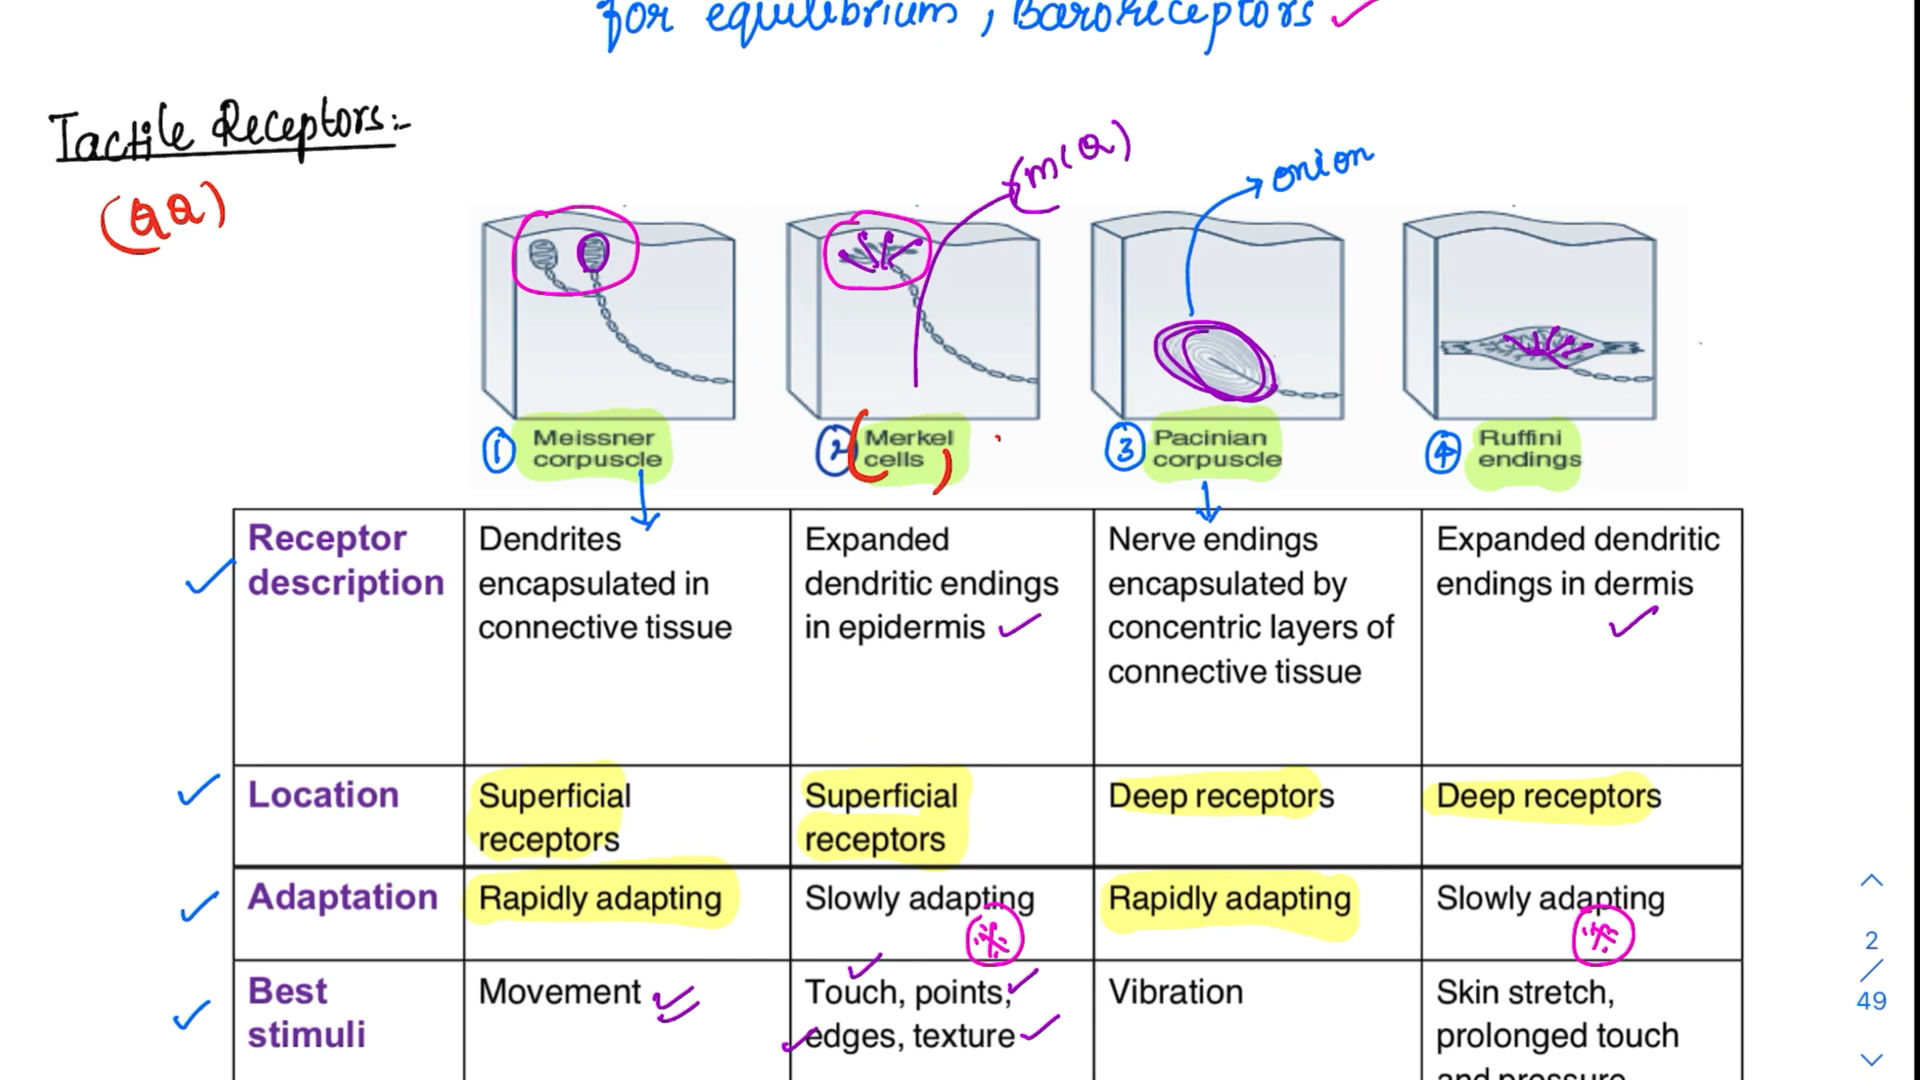 for equilibrium, Baroreceptors
Tactile Receptors:-
(QQ)
(MCQ)
onion
1 Meissner corpuscle
2 (Merkel cells)
3 Pacinian corpuscle
4 Ruffini endings
Receptor description
Dendrites encapsulated in connective tissue
Expanded dendritic endings in epidermis
Nerve endings encapsulated by concentric layers of connective tissue
Expanded dendritic endings in dermis
Location
Superficial receptors
Superficial receptors
Deep receptors
Deep receptors
Adaptation
Rapidly adapting
Slowly adapting
Rapidly adapting
Slowly adapting
Best stimuli
Movement
Touch, points, edges, texture
Vibration
Skin stretch, prolonged touch and pressure
2
/
49